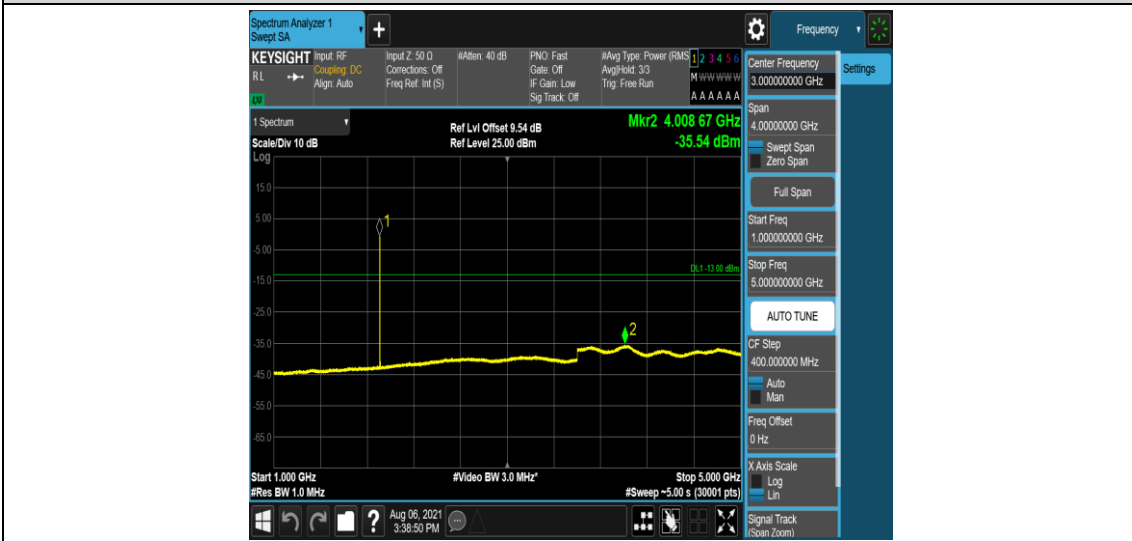 Spectrum Analyzer 1
Swept SA
+
Frequency
KEYSIGHT
Input: RF
Coupling: DC
Align: Auto
Input Z: 50 Ω
Corrections: Off
Freq Ref: Int (S)
#Atten: 40 dB
PNO: Fast
Gate: Off
IF Gain: Low
Sig Track: Off
#Avg Type: Power (RMS
Avg|Hold: 3/3
Trig: Free Run
1 2 3 4 5 6
M W W W W W
A A A A A A
RL
LXI
1 Spectrum
Scale/Div 10 dB
Log
Ref Lvl Offset 9.54 dB
Ref Level 25.00 dBm
Mkr2 4.008 67 GHz
-35.54 dBm
15.0
5.00
-5.00
-15.0
-25.0
-35.0
-45.0
-55.0
-65.0
1
DL1 -13.00 dBm
2
Start 1.000 GHz
#Res BW 1.0 MHz
#Video BW 3.0 MHz*
Stop 5.000 GHz
#Sweep ~5.00 s (30001 pts)
?
Aug 06, 2021
3:38:50 PM
Center Frequency
3.000000000 GHz
Settings
Span
4.00000000 GHz
Swept Span
Zero Span
Full Span
Start Freq
1.000000000 GHz
Stop Freq
5.000000000 GHz
AUTO TUNE
CF Step
400.000000 MHz
Auto
Man
Freq Offset
0 Hz
X Axis Scale
Log
Lin
Signal Track
(Span Zoom)